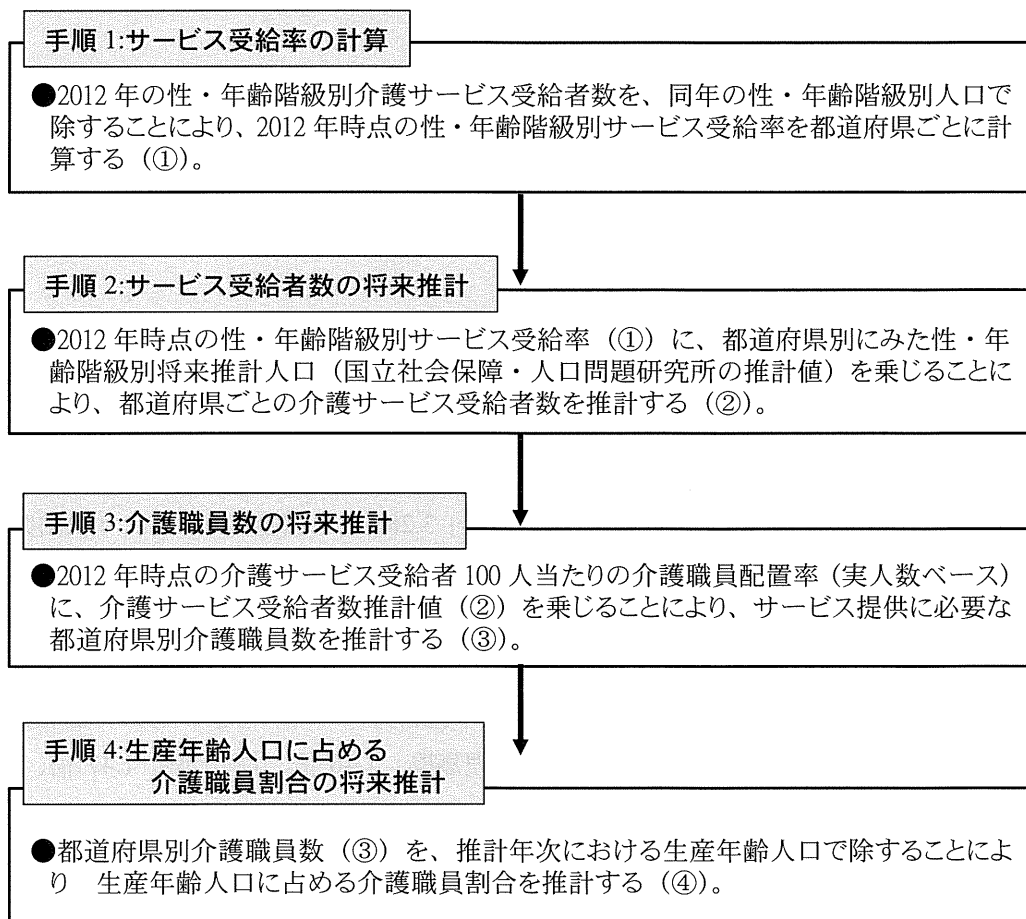 手順 1:サービス受給率の計算
●2012 年の性・年齢階級別介護サービス受給者数を、同年の性・年齢階級別人口で
除することにより、2012 年時点の性・年齢階級別サービス受給率を都道府県ごとに計
算する（①）。
手順 2:サービス受給者数の将来推計
●2012 年時点の性・年齢階級別サービス受給率（①）に、都道府県別にみた性・年
齢階級別将来推計人口（国立社会保障・人口問題研究所の推計値）を乗じることに
より、都道府県ごとの介護サービス受給者数を推計する（②）。
手順 3:介護職員数の将来推計
●2012 年時点の介護サービス受給者 100 人当たりの介護職員配置率（実人数ベース）
に、介護サービス受給者数推計値（②）を乗じることにより、サービス提供に必要な
都道府県別介護職員数を推計する（③）。
手順 4:生産年齢人口に占める
介護職員割合の将来推計
●都道府県別介護職員数（③）を、推計年次における生産年齢人口で除することによ
り　生産年齢人口に占める介護職員割合を推計する（④）。